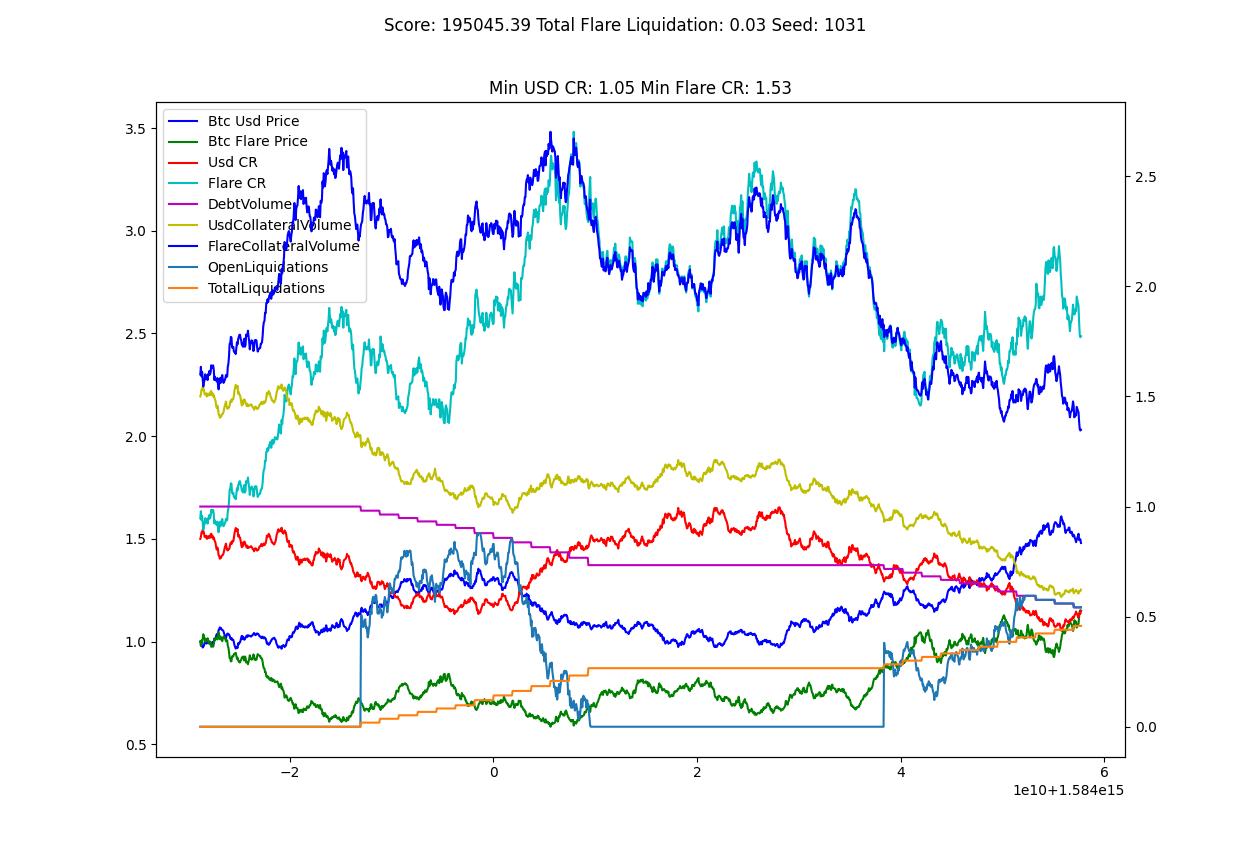 Score: 195045.39 Total Flare Liquidation: 0.03 Seed: 1031
Min USD CR: 1.05 Min Flare CR: 1.53
Btc Usd Price
Btc Flare Price
Usd CR
Flare CR
DebtVolume
UsdCollateralVolume
FlareCollateralVolume
OpenLiquidations
TotalLiquidations
3.5
3.0
2.5
2.0
1.5
1.0
0.5
2.5
2.0
1.5
1.0
0.5
0.0
−2
0
2
4
6
1e10+1.584e15